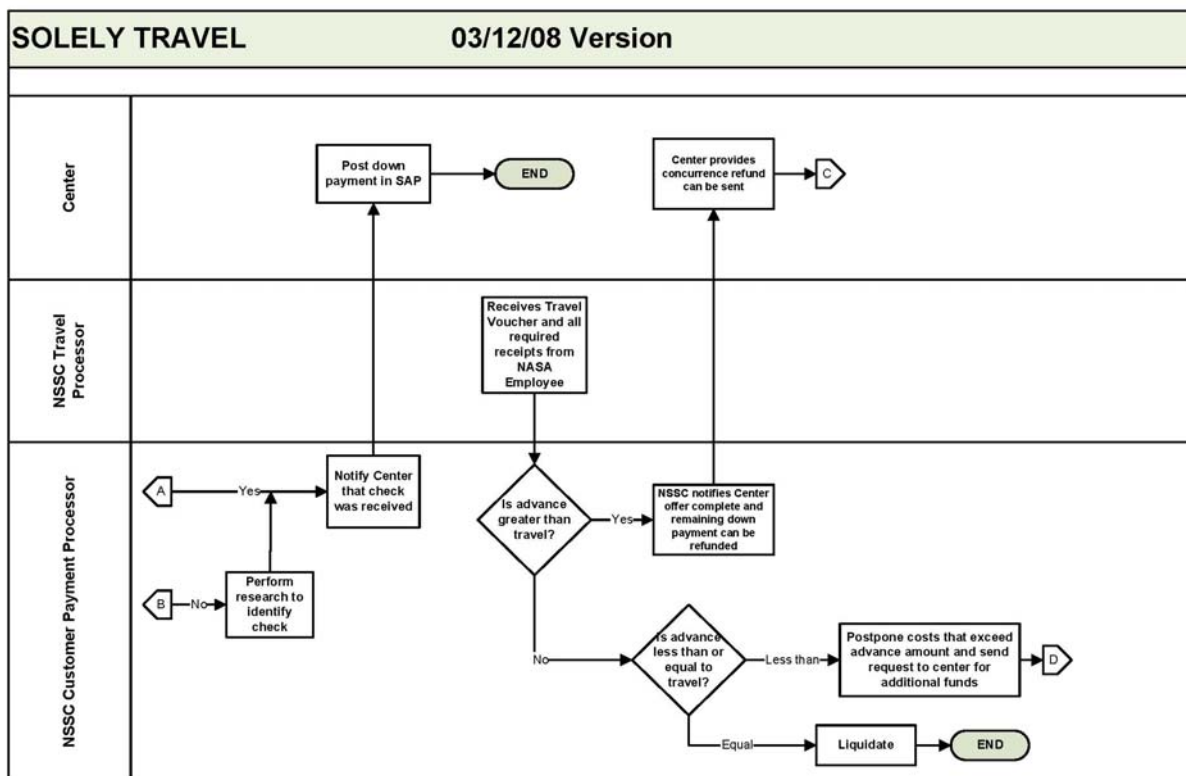 SOLELY TRAVEL 03/12/08 Version
Center
Post down
payment in SAP
END
Center provides
concurrence refund
can be sent
C
NSSC Travel
Processor
Receives Travel
Voucher and all
required
receipts from
NASA
Employee
NSSC Customer Payment Processor
A
Yes
Notify Center
that check
was received
B
No
Perform
research to
identify
check
Is advance
greater than
travel?
Yes
NSSC notifies Center
offer complete and
remaining down
payment can be
refunded
No
Is advance
less than or
equal to
travel?
Less than
Postpone costs that exceed
advance amount and send
request to center for
additional funds
D
Equal
Liquidate
END